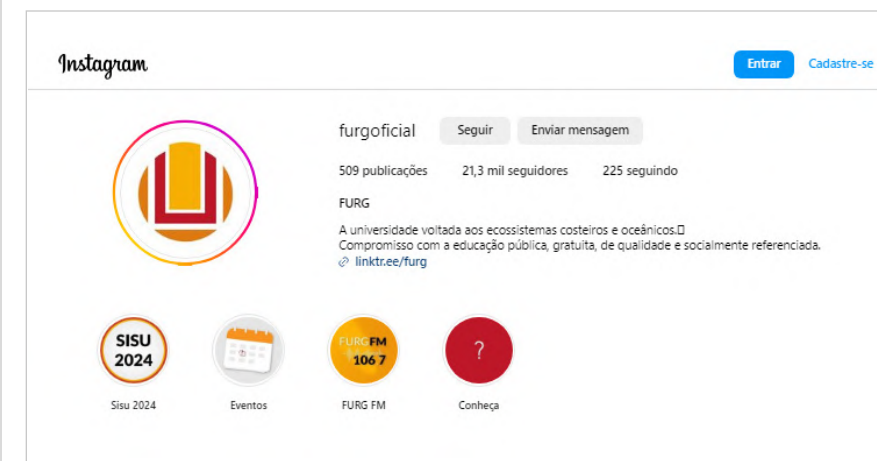 Instagram
Entrar Cadastre-se
furgoficial Seguir Enviar mensagem
509 publicações 21,3 mil seguidores 225 seguindo
FURG
A universidade voltada aos ecossistemas costeiros e oceânicos.
Compromisso com a educação pública, gratuita, de qualidade e socialmente referenciada.
linktr.ee/furg
SISU
2024
FURG FM
106 7
?
Sisu 2024 Eventos FURG FM Conheça